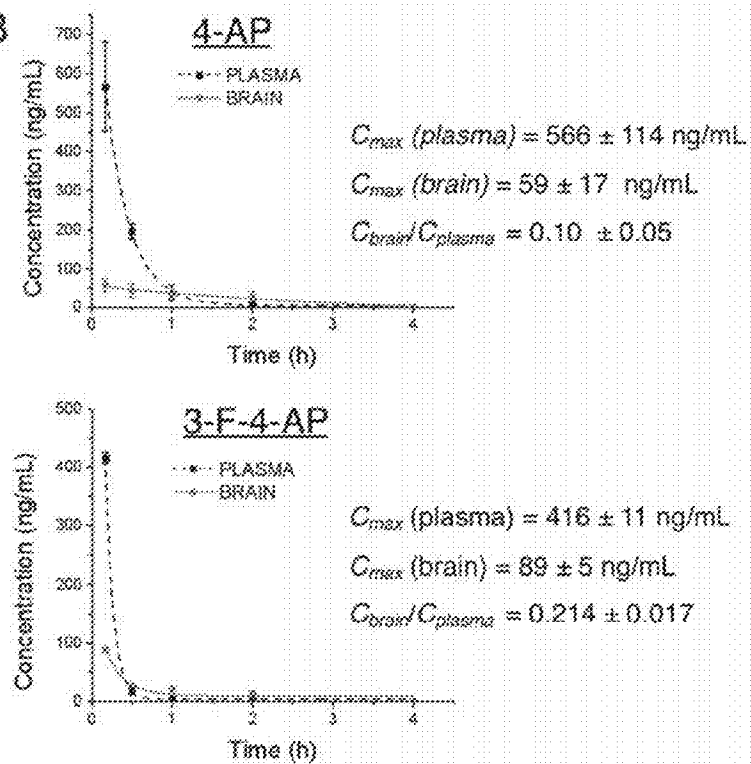 B
4-AP
700
600
500
400
300
200
100
0
Concentration (ng/mL)
PLASMA
BRAIN
0 1 2 3 4
Time (h)
Cmax (plasma) = 566 ± 114 ng/mL
Cmax (brain) = 59 ± 17 ng/mL
Cbrain/Cplasma = 0.10 ± 0.05
3-F-4-AP
500
400
300
200
100
0
Concentration (ng/mL)
PLASMA
BRAIN
0 1 2 3 4
Time (h)
Cmax (plasma) = 416 ± 11 ng/mL
Cmax (brain) = 89 ± 5 ng/mL
Cbrain/Cplasma = 0.214 ± 0.017